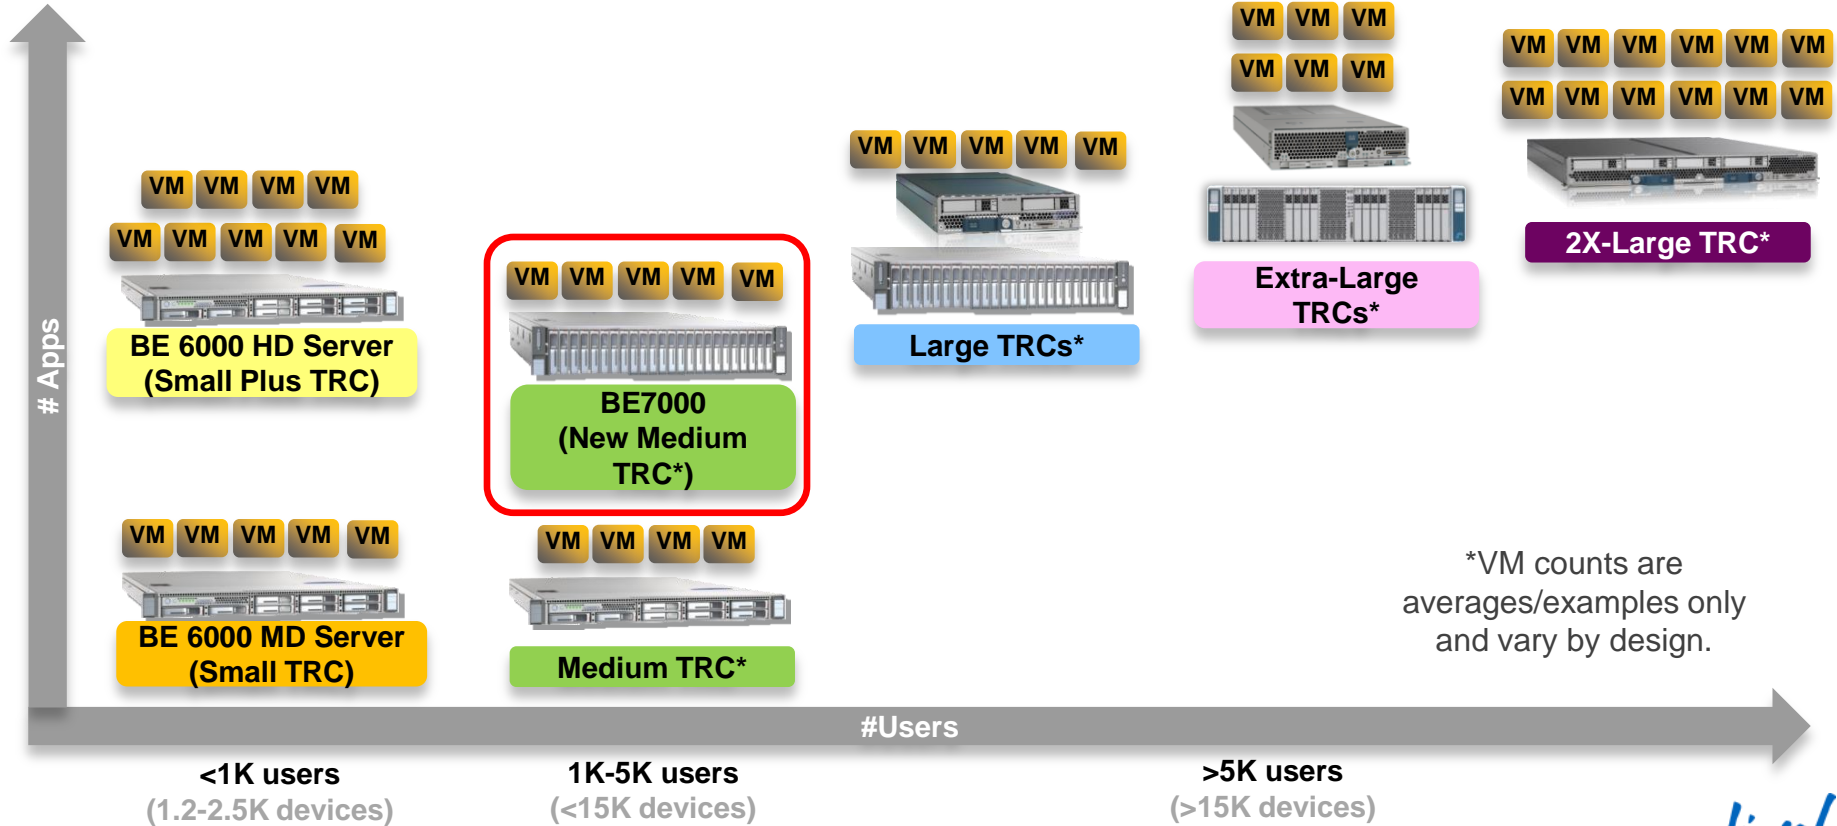 VM VM VM
VM VM VM
VM VM VM VM VM VM
VM VM VM VM VM VM
VM VM VM VM VM
VM VM VM VM
VM VM VM VM VM
VM VM VM VM VM
2X-Large TRC*
Extra-Large
TRCs*
Large TRCs*
BE 6000 HD Server
(Small Plus TRC)
BE7000
(New Medium
TRC*)
# Apps
VM VM VM VM VM
VM VM VM VM
BE 6000 MD Server
(Small TRC)
Medium TRC*
*VM counts are
averages/examples only
and vary by design.
#Users
<1K users
(1.2-2.5K devices)
1K-5K users
(<15K devices)
>5K users
(>15K devices)